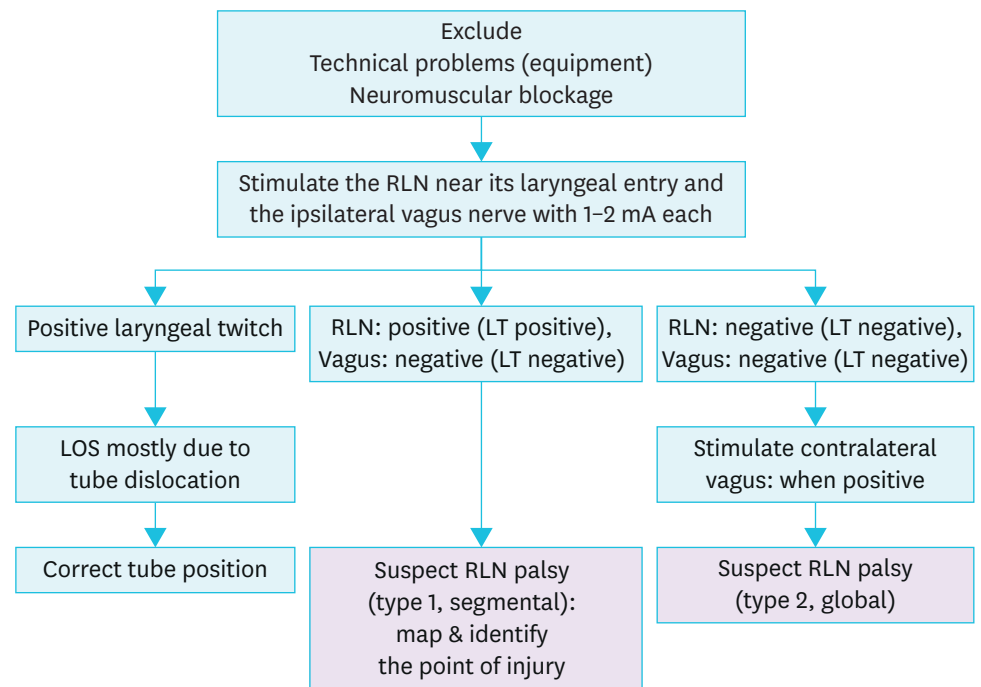 Exclude
Technical problems (equipment)
Neuromuscular blockage
Stimulate the RLN near its laryngeal entry and
the ipsilateral vagus nerve with 1–2 mA each
Positive laryngeal twitch
LOS mostly due to
tube dislocation
Correct tube position
RLN: positive (LT positive),
Vagus: negative (LT negative)
Suspect RLN palsy
(type 1, segmental):
map & identify
the point of injury
RLN: negative (LT negative),
Vagus: negative (LT negative)
Stimulate contralateral
vagus: when positive
Suspect RLN palsy
(type 2, global)